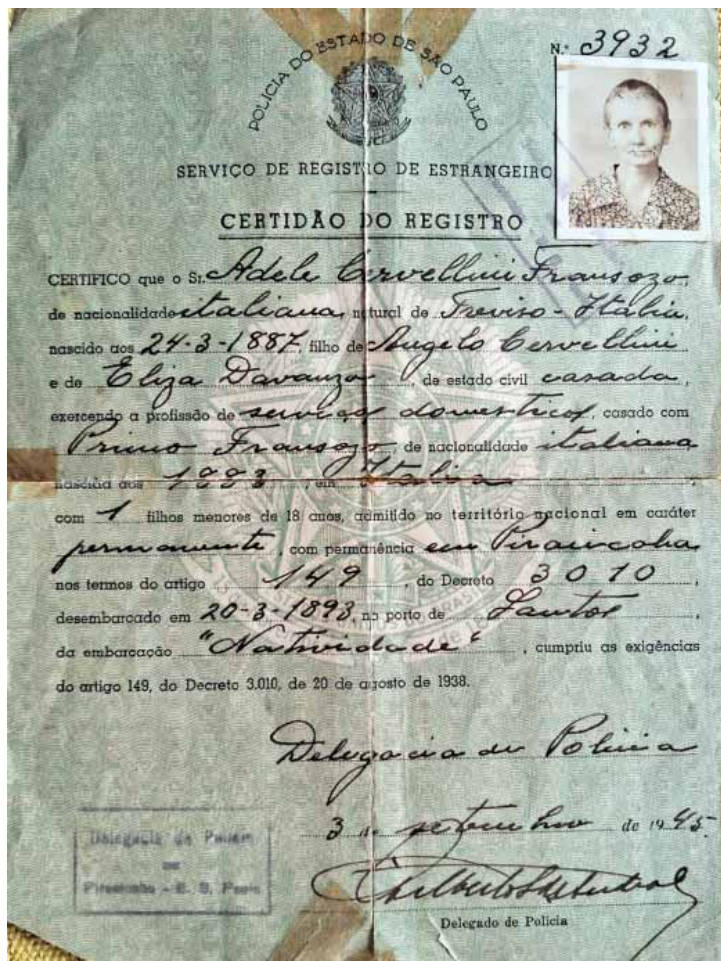 POLICIA DO ESTADO DE SÃO PAULO
N.º 3932
SERVIÇO DE REGISTRO DE ESTRANGEIRO
CERTIDÃO DO REGISTRO
CERTIFICO que o Sr. Adele Cervellini Fransozo,
de nacionalidade italiana, natural de Treviso - Italia,
nascido aos 24-3-1887, filho de Angelo Cervellini
e de Eliza Davanzo, de estado civil casada,
exercendo a profissão de serviços domesticos, casado com
Primo Fransozo, de nacionalidade italiana
nascida aos 1883, em Italia
com 1 filhos menores de 18 anos, admitido no território nacional em caráter
permanente, com permanência em
nos termos do artigo 149, do Decreto 3010,
desembarcado em 20-3-1893, no porto de Santos,
da embarcação "Natividade", cumpriu as exigências
do artigo 149, do Decreto 3.010, de 20 de agosto de 1938.
Delegacia de Policia
3 de setembro de 1945.
Delegado de Policia
Delegacia de Policia